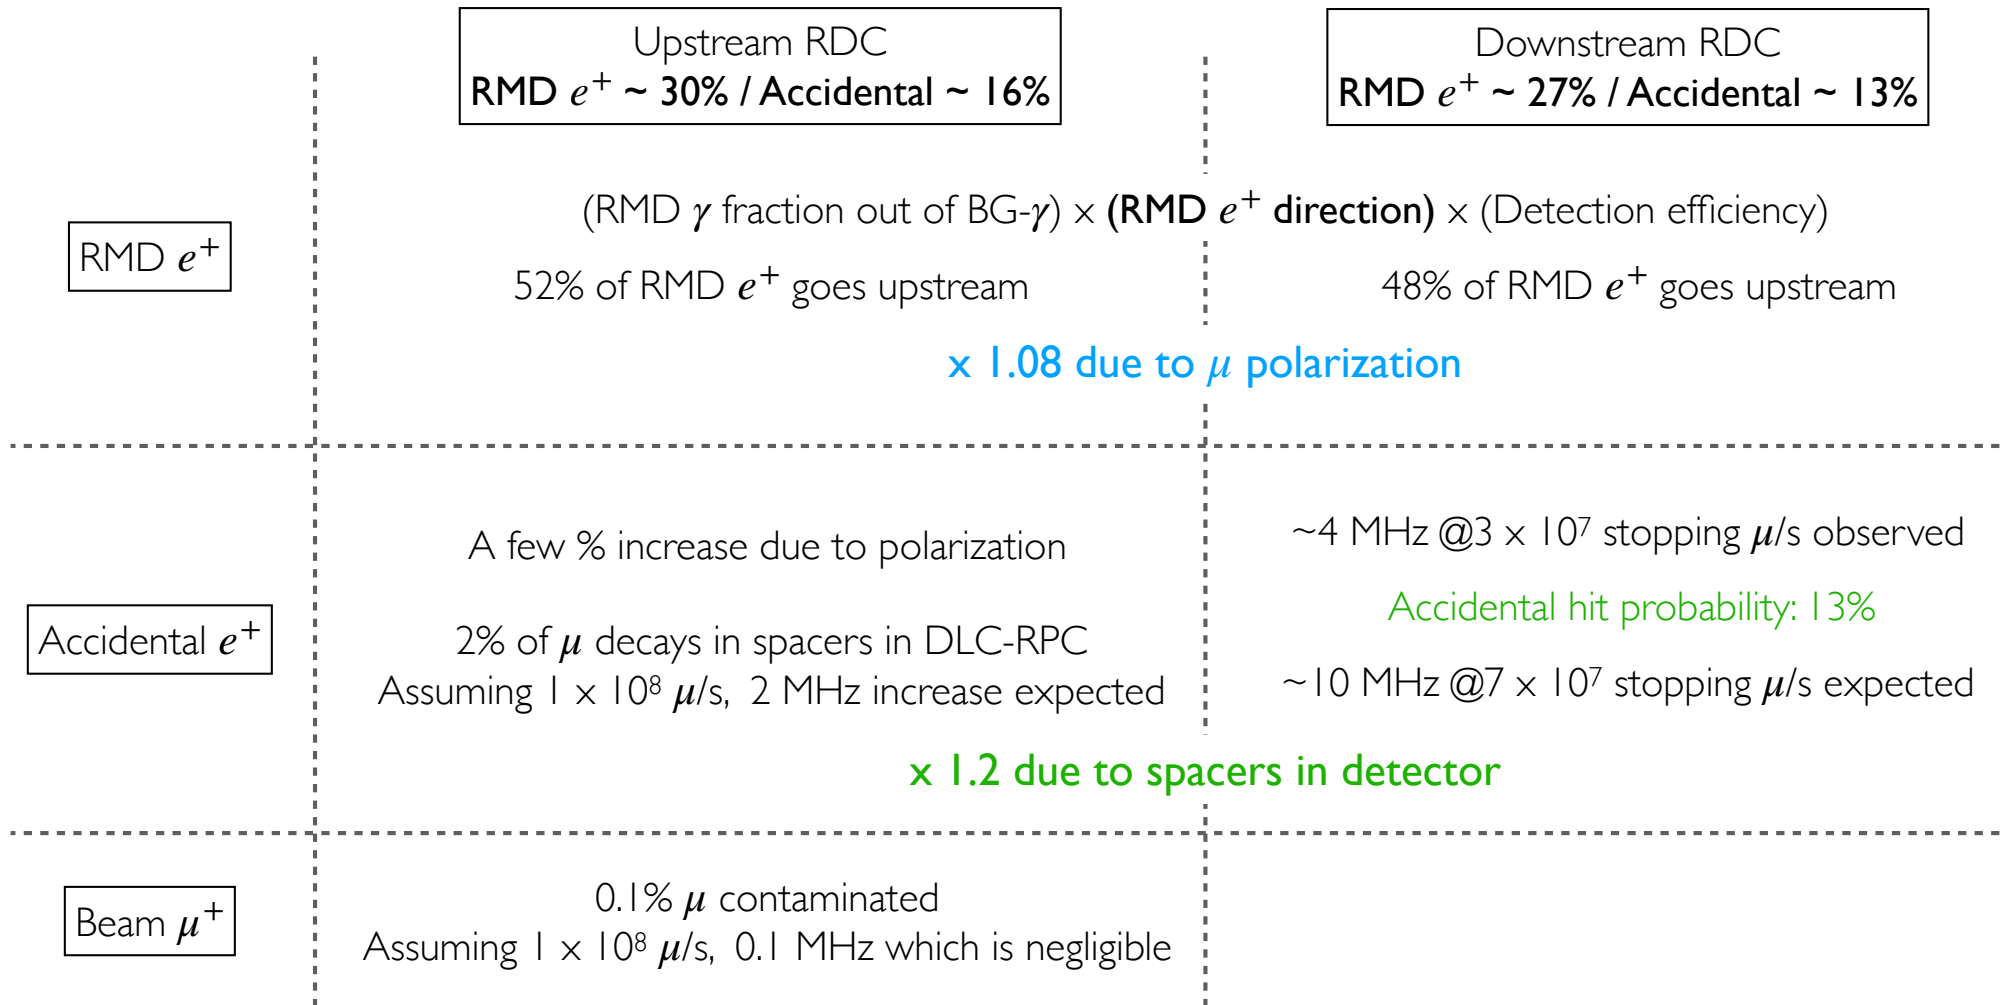 Upstream RDC
RMD e⁺ ~ 30% / Accidental ~ 16%
Downstream RDC
RMD e⁺ ~ 27% / Accidental ~ 13%
RMD e⁺
(RMD γ fraction out of BG-γ) x (RMD e⁺ direction) x (Detection efficiency)
52% of RMD e⁺ goes upstream
48% of RMD e⁺ goes upstream
x 1.08 due to μ polarization
Accidental e⁺
A few % increase due to polarization
2% of μ decays in spacers in DLC-RPC
Assuming 1 x 10⁸ μ/s, 2 MHz increase expected
~4 MHz @3 x 10⁷ stopping μ/s observed
Accidental hit probability: 13%
~10 MHz @7 x 10⁷ stopping μ/s expected
x 1.2 due to spacers in detector
Beam μ⁺
0.1% μ contaminated
Assuming 1 x 10⁸ μ/s, 0.1 MHz which is negligible